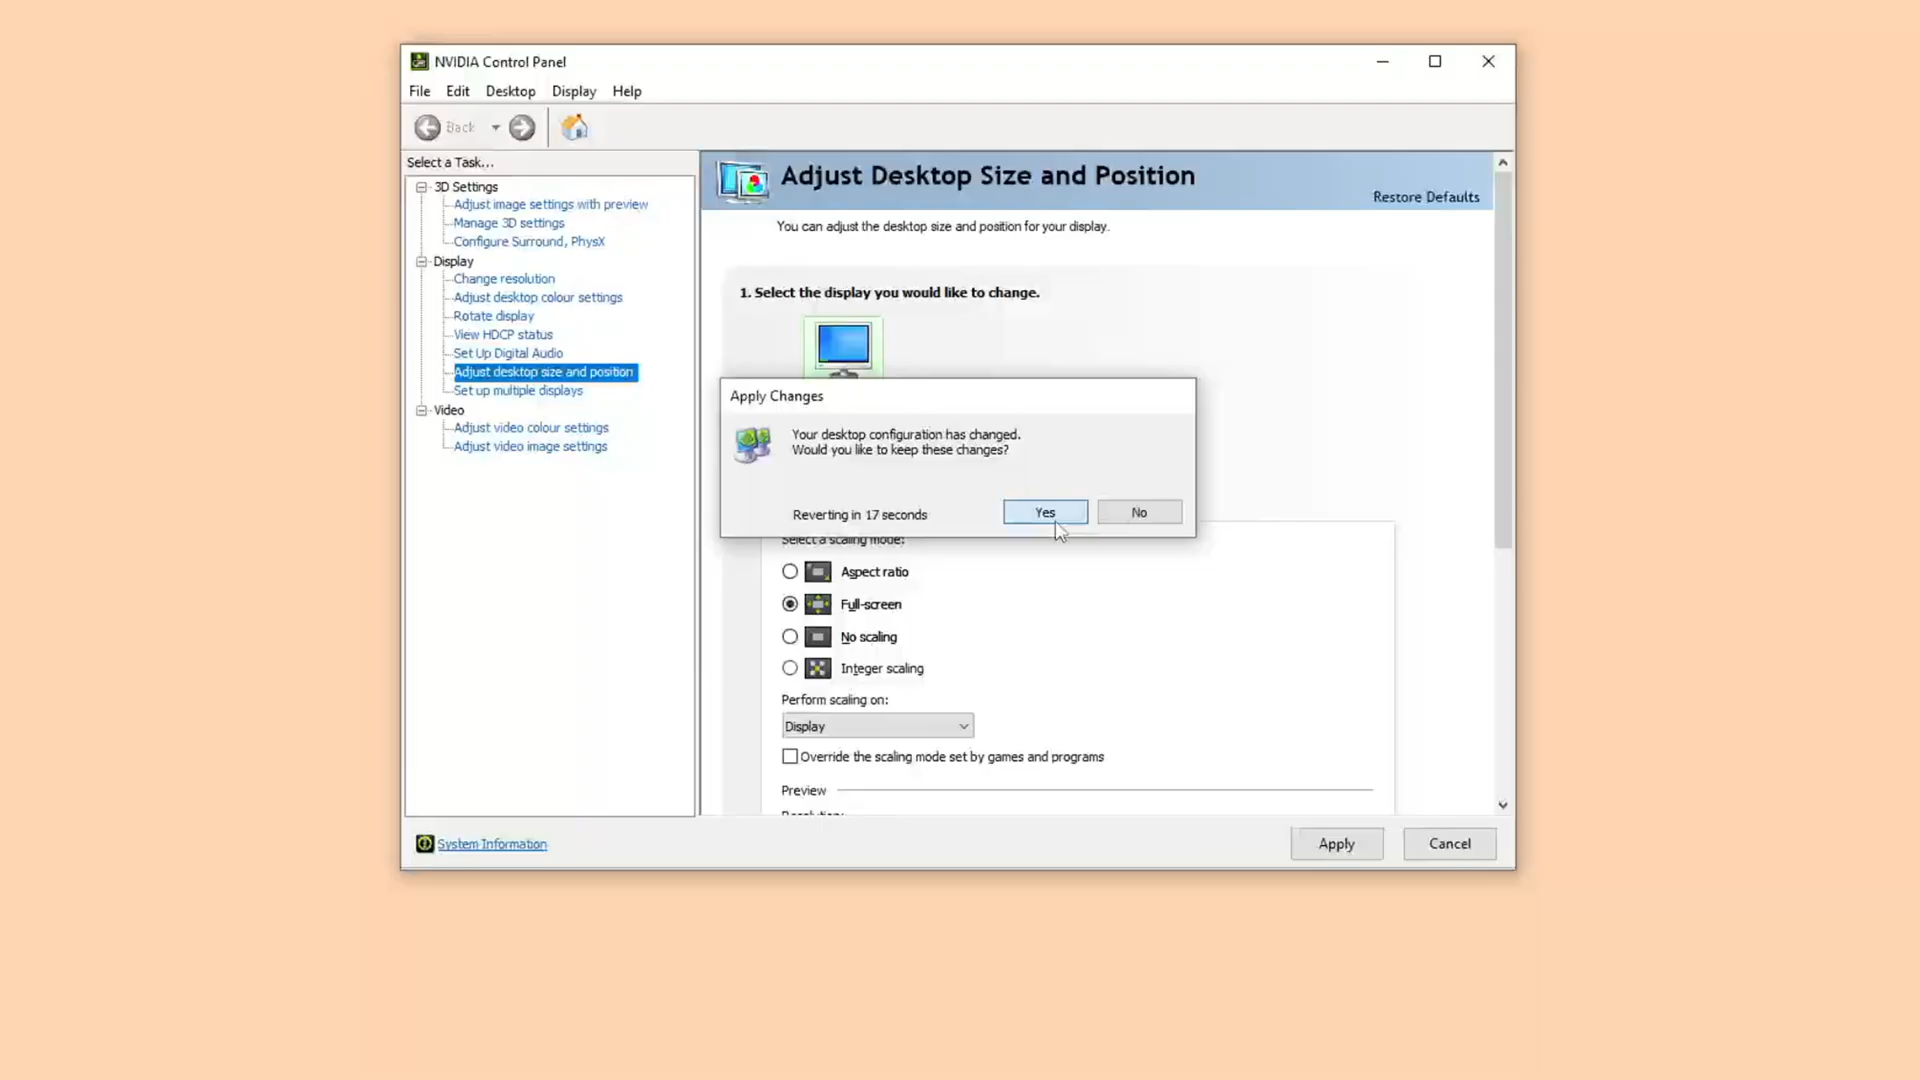 NVIDIA Control Panel
File Edit Desktop Display Help
Back
Select a Task...
3D Settings
Adjust image settings with preview
Manage 3D settings
Configure Surround, PhysX
Display
Change resolution
Adjust desktop colour settings
Rotate display
View HDCP status
Set Up Digital Audio
Adjust desktop size and position
Set up multiple displays
Video
Adjust video colour settings
Adjust video image settings
Adjust Desktop Size and Position
Restore Defaults
You can adjust the desktop size and position for your display.
1. Select the display you would like to change.
Apply Changes
Your desktop configuration has changed.
Would you like to keep these changes?
Reverting in 17 seconds
Yes No
Select a scaling mode:
Aspect ratio
Full-screen
No scaling
Integer scaling
Perform scaling on:
Display
Override the scaling mode set by games and programs
Preview
Resolution:
System Information
Apply Cancel